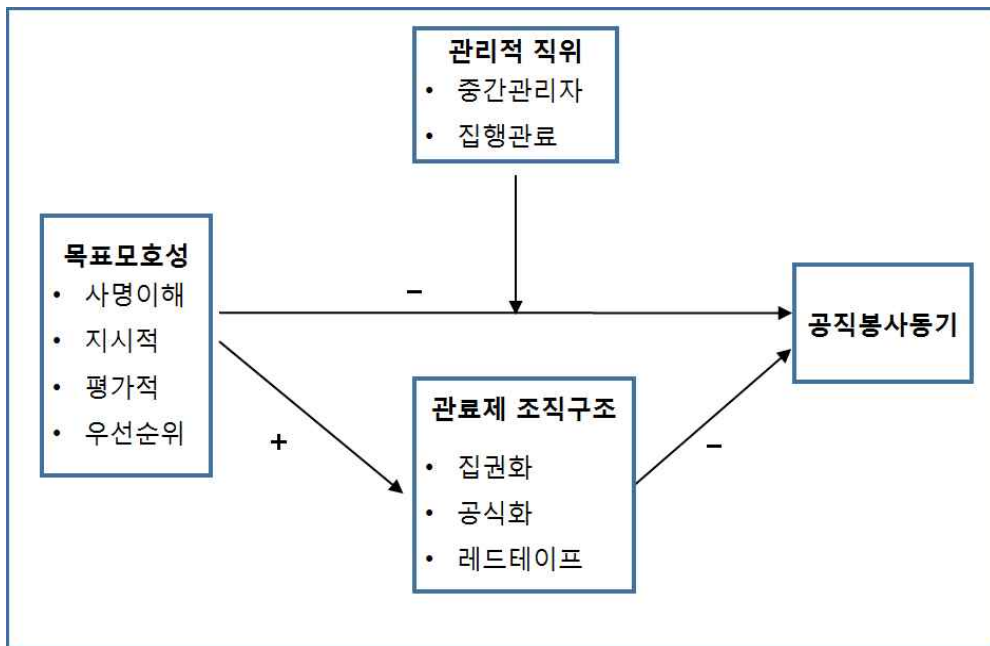 관리적 직위
• 중간관리자
• 집행관료
목표모호성
• 사명이해
• 지시적
• 평가적
• 우선순위
−
공직봉사동기
+
관료제 조직구조
• 집권화
• 공식화
• 레드테이프
−